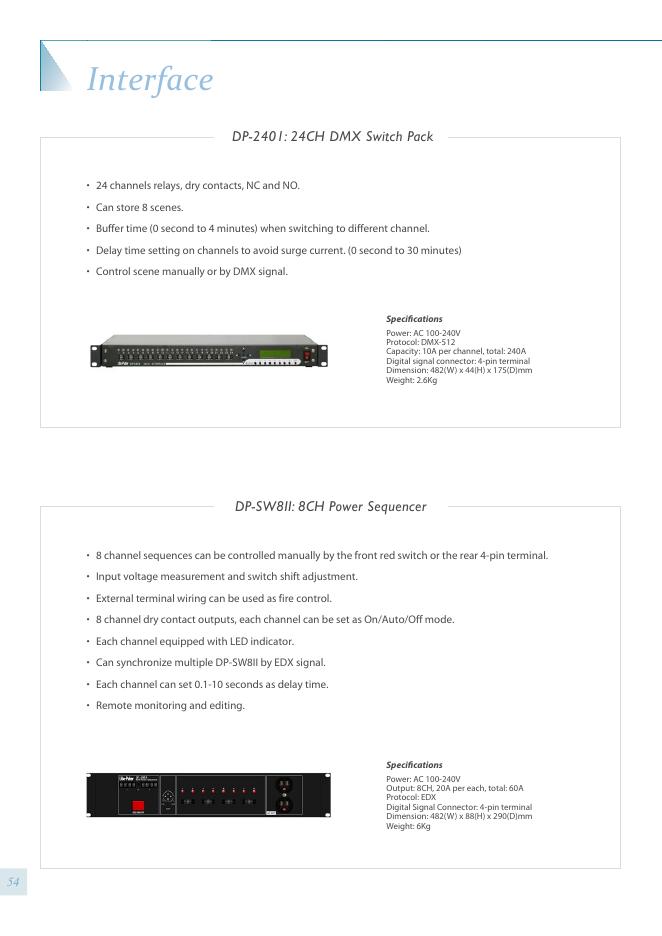 Interface
DP-2401: 24CH DMX Switch Pack
• 24 channels relays, dry contacts, NC and NO.
• Can store 8 scenes.
• Buffer time (0 second to 4 minutes) when switching to different channel.
• Delay time setting on channels to avoid surge current. (0 second to 30 minutes)
• Control scene manually or by DMX signal.
Specifications
Power: AC 100-240V
Protocol: DMX-512
Capacity: 10A per channel, total: 240A
Digital signal connector: 4-pin terminal
Dimension: 482(W) x 44(H) x 175(D)mm
Weight: 2.6Kg
DP-SW8II: 8CH Power Sequencer
• 8 channel sequences can be controlled manually by the front red switch or the rear 4-pin terminal.
• Input voltage measurement and switch shift adjustment.
• External terminal wiring can be used as fire control.
• 8 channel dry contact outputs, each channel can be set as On/Auto/Off mode.
• Each channel equipped with LED indicator.
• Can synchronize multiple DP-SW8II by EDX signal.
• Each channel can set 0.1-10 seconds as delay time.
• Remote monitoring and editing.
Specifications
Power: AC 100-240V
Output: 8CH, 20A per each, total: 60A
Protocol: EDX
Digital Signal Connector: 4-pin terminal
Dimension: 482(W) x 88(H) x 290(D)mm
Weight: 6Kg
54